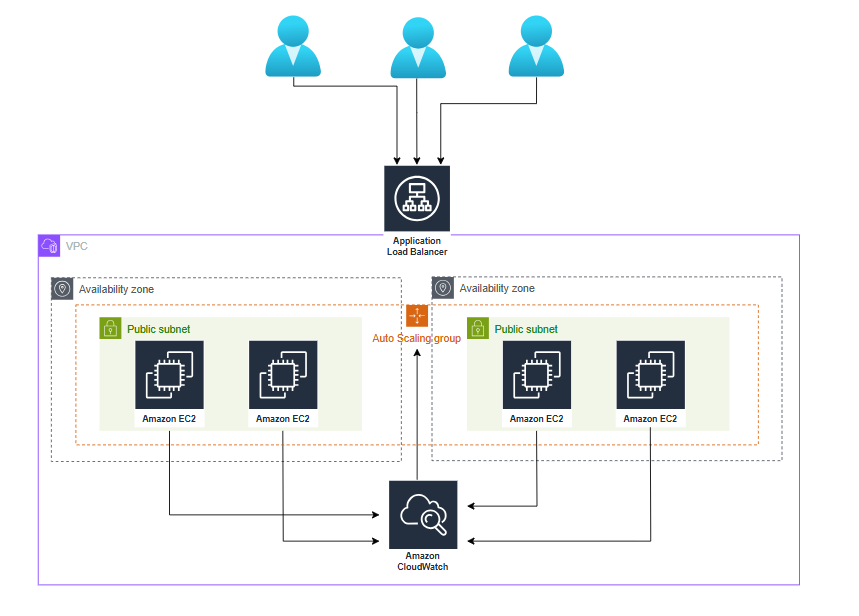 Application
Load Balancer
VPC
Availability zone
Availability zone
Public subnet
Auto Scaling group
Public subnet
Amazon EC2
Amazon EC2
Amazon EC2
Amazon EC2
Amazon
CloudWatch